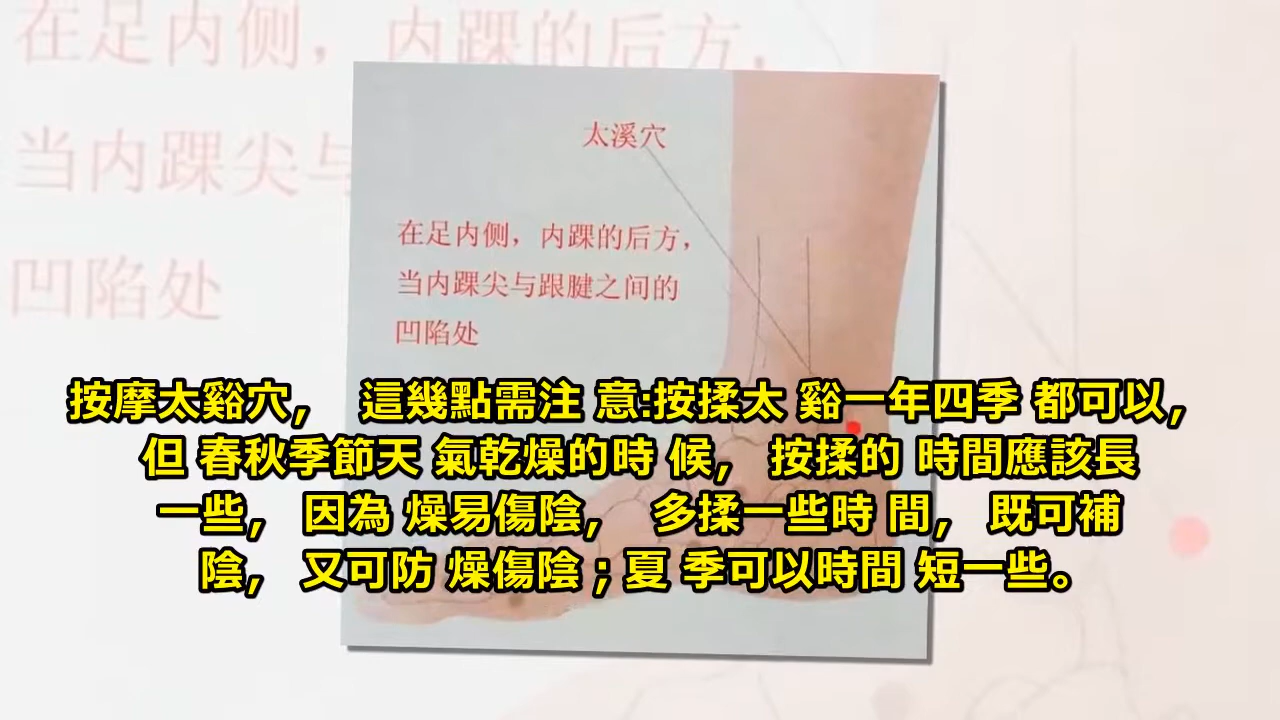 在足内侧，内踝的后方，
当内踝尖与
凹陷处
太溪穴
在足内侧，内踝的后方，
当内踝尖与跟腱之间的
凹陷处
按摩太谿穴， 這幾點需注 意:按揉太 谿一年四季 都可以，
但 春秋季節天 氣乾燥的時 候， 按揉的 時間應該長
一些， 因為 燥易傷陰， 多揉一些時 間， 既可補
陰， 又可防 燥傷陰；夏 季可以時間 短一些。